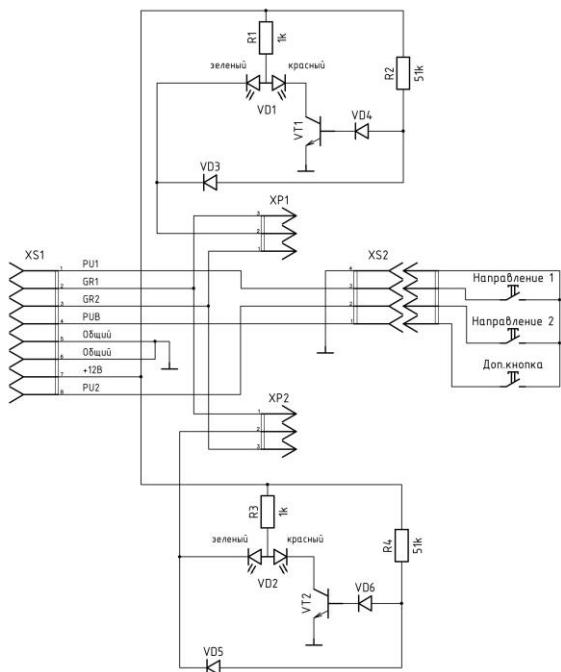 R1
1k
зеленый
красный
VD1
R2
51k
VT1
VD4
VD3
XP1
3
2
1
XS1
1 PU1
2 GR1
3 GR2
4 PUB
5 Общий
6 Общий
7 +12В
8 PU2
XS2
4
3
2
1
Направление 1
Направление 2
Доп.кнопка
XP2
1
2
3
R3
1k
зеленый
красный
VD2
R4
51k
VT2
VD6
VD5